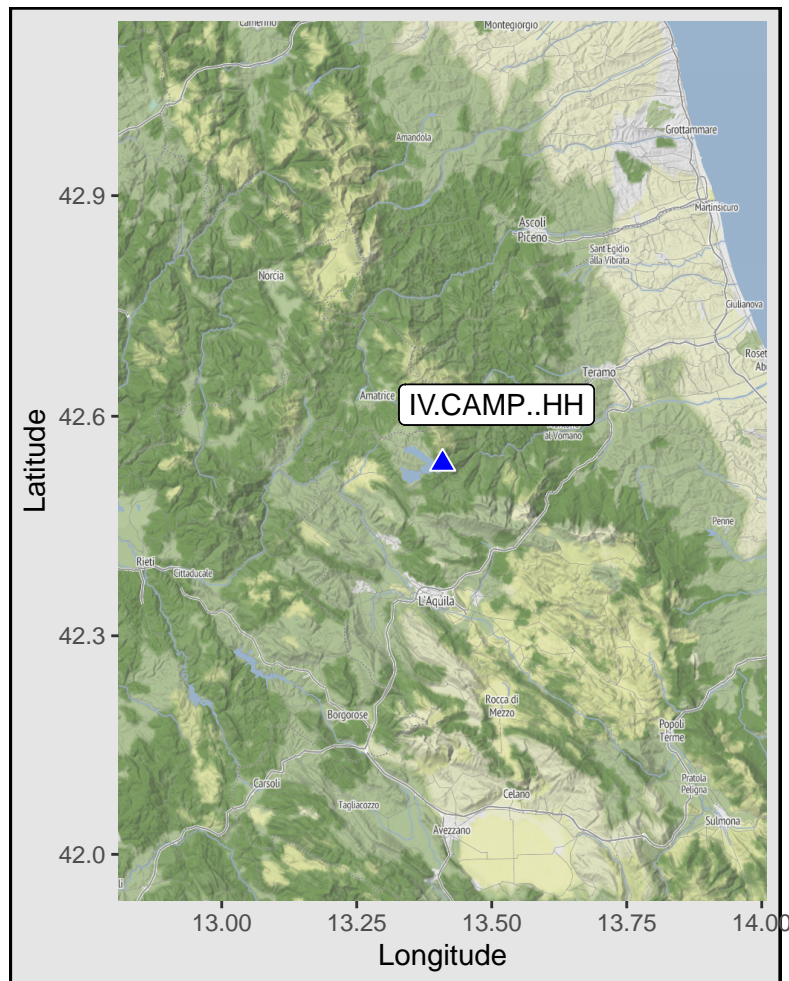 Camerino
Montegiorgio
Grottammare
Amandola
42.9
Martinsicuro
Ascoli
Piceno
Sant'Egidio
alla Vibrata
Norcia
Giulianova
Teramo
Amatrice
42.6
IV.CAMP..HH
al Vomano
Latitude
Penne
Rieti
Cittaducale
L'Aquila
42.3
Rocca di
Mezzo
Borgorose
Popoli
Terme
Carsoli
Pratola
Peligna
Celano
Tagliacozzo
Sulmona
Avezzano
42.0
13.00
13.25
13.50
13.75
14.00
Longitude